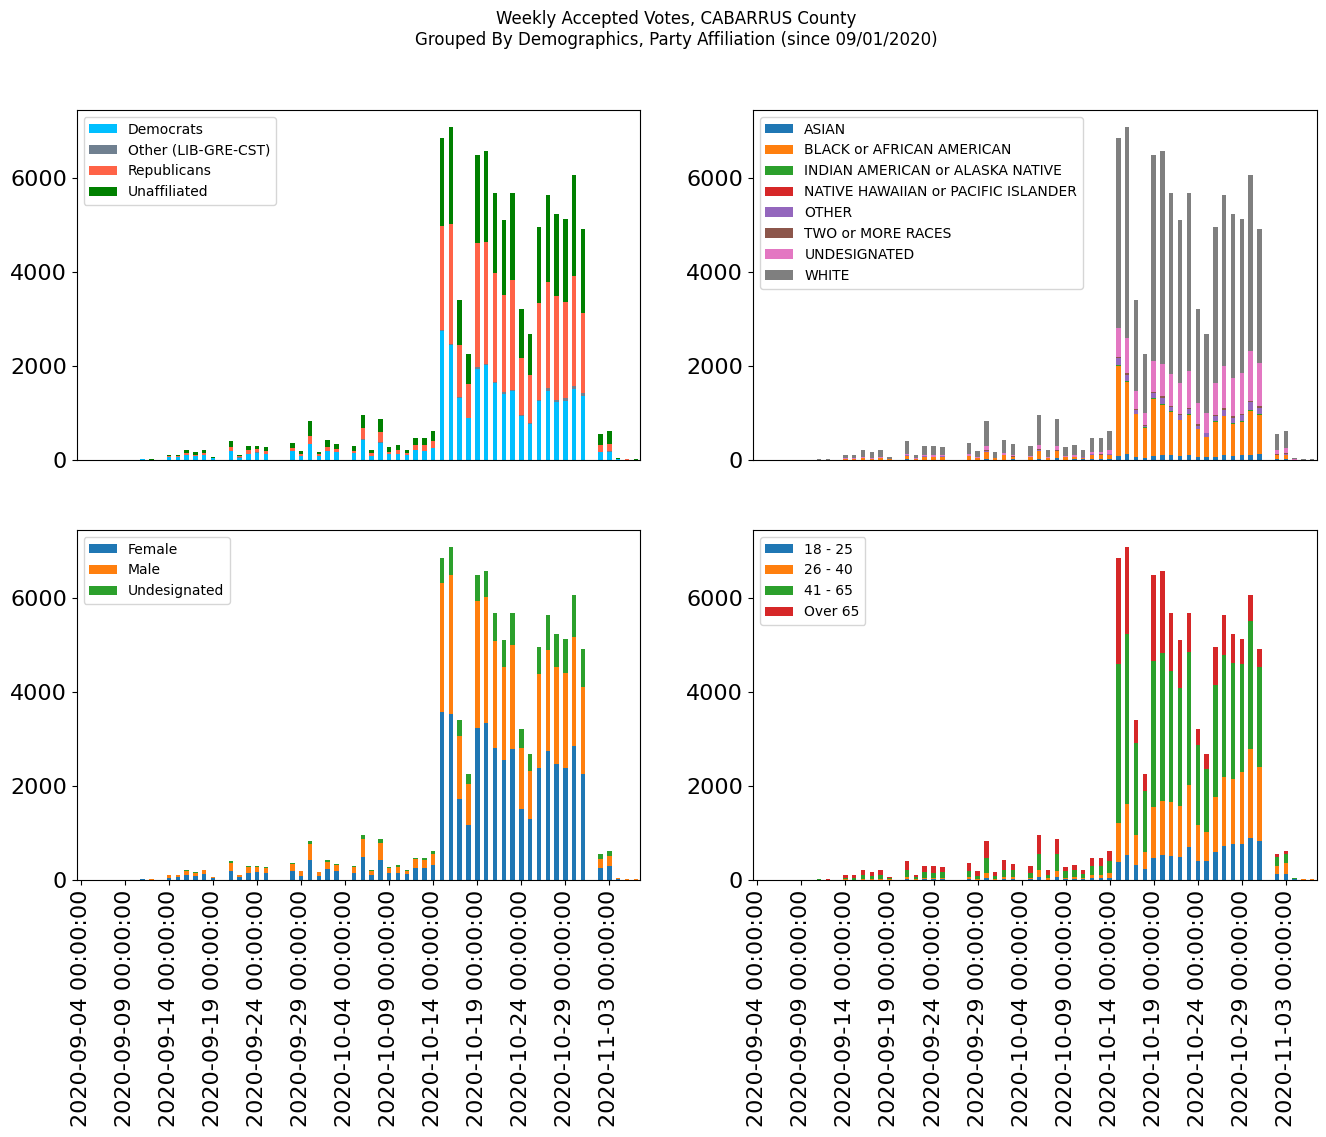 Weekly Accepted Votes, CABARRUS County
Grouped By Demographics, Party Affiliation (since 09/01/2020)
Democrats
Other (LIB-GRE-CST)
Republicans
Unaffiliated
6000
4000
2000
0
ASIAN
BLACK or AFRICAN AMERICAN
INDIAN AMERICAN or ALASKA NATIVE
NATIVE HAWAIIAN or PACIFIC ISLANDER
OTHER
TWO or MORE RACES
UNDESIGNATED
WHITE
6000
4000
2000
0
Female
Male
Undesignated
6000
4000
2000
0
2020-09-04 00:00:00
2020-09-09 00:00:00
2020-09-14 00:00:00
2020-09-19 00:00:00
2020-09-24 00:00:00
2020-09-29 00:00:00
2020-10-04 00:00:00
2020-10-09 00:00:00
2020-10-14 00:00:00
2020-10-19 00:00:00
2020-10-24 00:00:00
2020-10-29 00:00:00
2020-11-03 00:00:00
18 - 25
26 - 40
41 - 65
Over 65
6000
4000
2000
0
2020-09-04 00:00:00
2020-09-09 00:00:00
2020-09-14 00:00:00
2020-09-19 00:00:00
2020-09-24 00:00:00
2020-09-29 00:00:00
2020-10-04 00:00:00
2020-10-09 00:00:00
2020-10-14 00:00:00
2020-10-19 00:00:00
2020-10-24 00:00:00
2020-10-29 00:00:00
2020-11-03 00:00:00